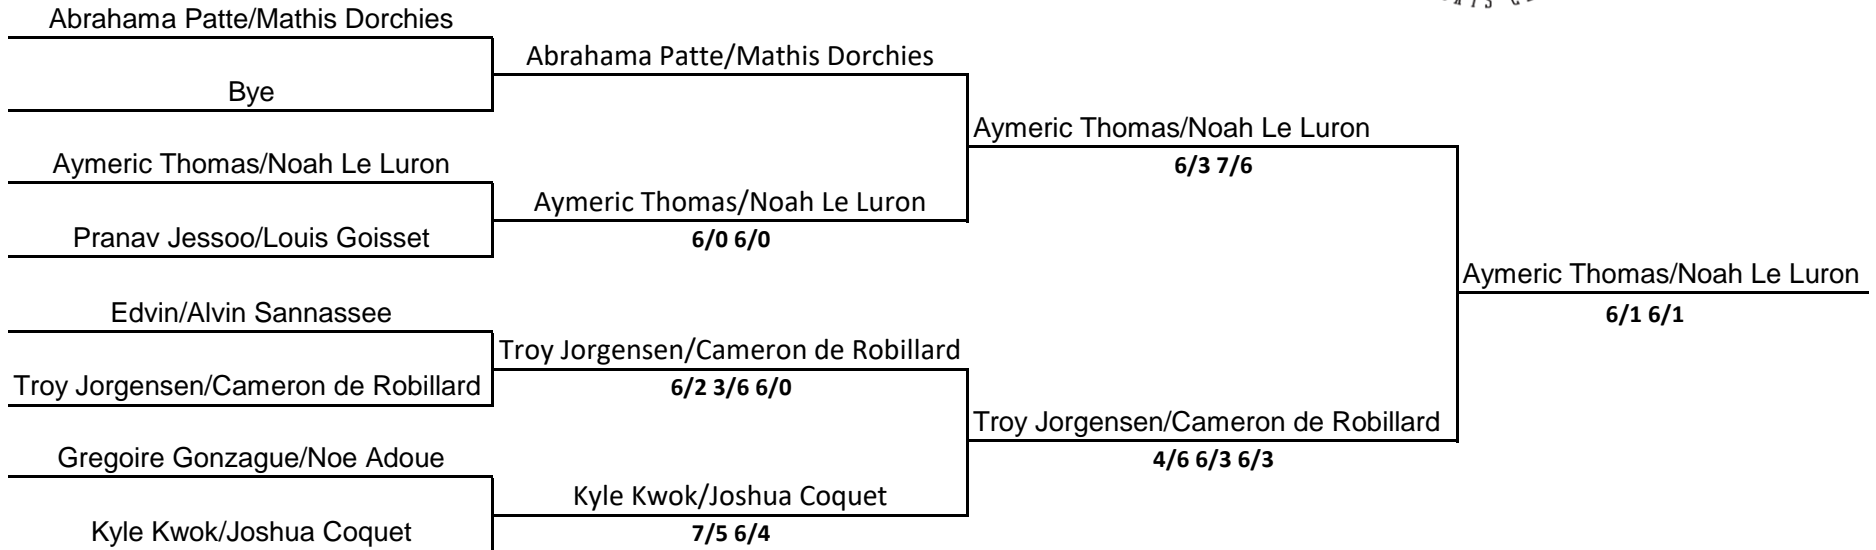 Abrahama Patte/Mathis Dorchies
Abrahama Patte/Mathis Dorchies
Bye
Aymeric Thomas/Noah Le Luron
Aymeric Thomas/Noah Le Luron
6/3 7/6
Aymeric Thomas/Noah Le Luron
6/0 6/0
Pranav Jessoo/Louis Goisset
Aymeric Thomas/Noah Le Luron
6/1 6/1
Edvin/Alvin Sannassee
Troy Jorgensen/Cameron de Robillard
6/2 3/6 6/0
Troy Jorgensen/Cameron de Robillard
Troy Jorgensen/Cameron de Robillard
4/6 6/3 6/3
Gregoire Gonzague/Noe Adoue
Kyle Kwok/Joshua Coquet
7/5 6/4
Kyle Kwok/Joshua Coquet